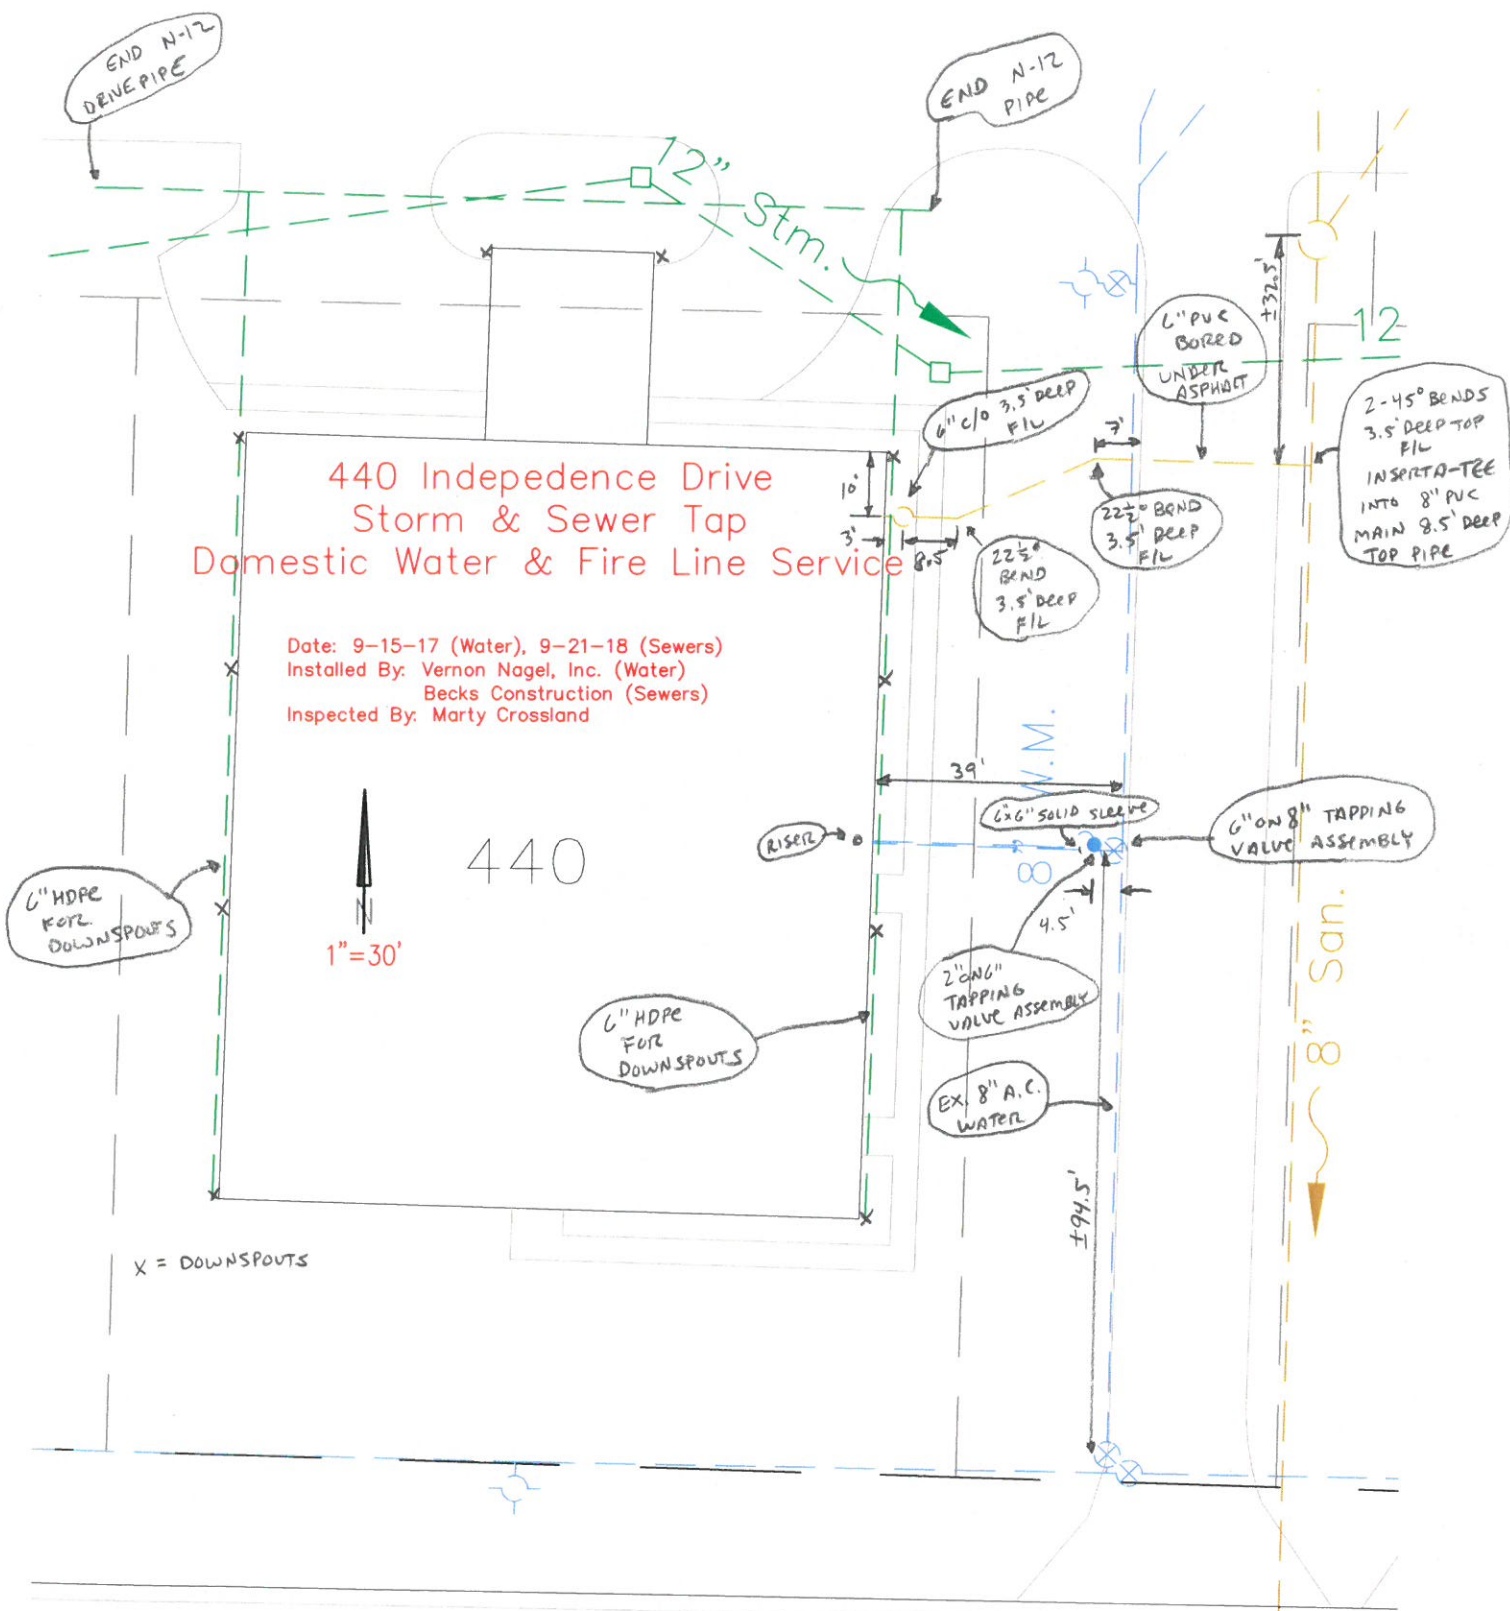 END N-12
DRIVEPIPE
END N-12
PIPE
12"
Stm.
±32.5'
6" PVC
BORED
UNDER
ASPHALT
12
2-45° BENDS
3.5' DEEP TOP
F/L
INSERTA-TEE
INTO 8" PVC
MAIN 8.5' DEEP
TOP PIPE
6" C/O 3.5' DEEP
F/L
7'
10'
3'
8.5'
22½° BEND
3.5' DEEP
F/L
22½°
BEND
3.5' DEEP
F/L
440 Indepedence Drive
Storm & Sewer Tap
Domestic Water & Fire Line Service
Date: 9-15-17 (Water), 9-21-18 (Sewers)
Installed By: Vernon Nagel, Inc. (Water)
Becks Construction (Sewers)
Inspected By: Marty Crossland
8" W.M.
39'
6"x6" SOLID SLEEVE
6" ON 8" TAPPING
VALVE ASSEMBLY
RISER
440
N
1"=30'
6" HDPE
FOR
DOWNSPOUTS
4.5'
2" ON 6"
TAPPING
VALVE ASSEMBLY
8" San.
6" HDPE
FOR
DOWNSPOUTS
EX. 8" A.C.
WATER
±94.5'
X = DOWNSPOUTS